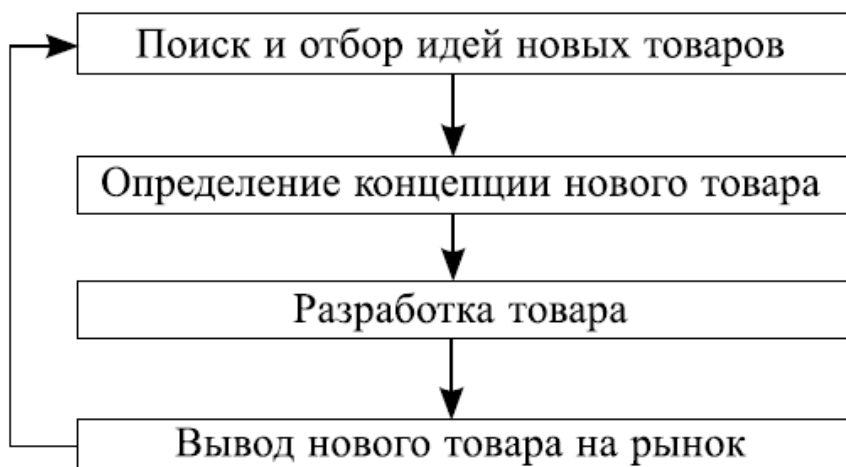 Поиск и отбор идей новых товаров
Определение концепции нового товара
Разработка товара
Вывод нового товара на рынок